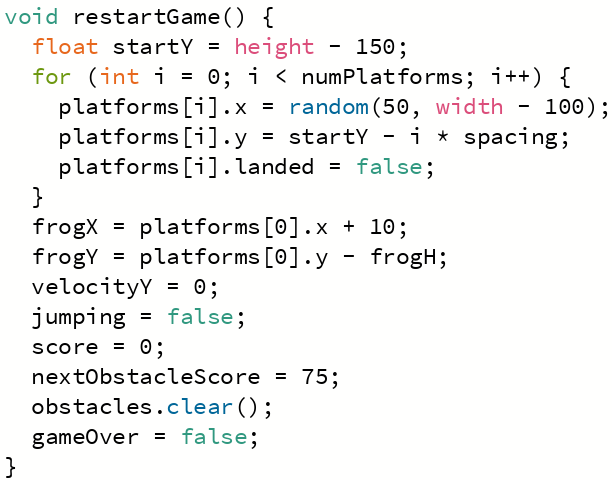 void restartGame() {
  float startY = height - 150;
  for (int i = 0; i < numPlatforms; i++) {
    platforms[i].x = random(50, width - 100);
    platforms[i].y = startY - i * spacing;
    platforms[i].landed = false;
  }
  frogX = platforms[0].x + 10;
  frogY = platforms[0].y - frogH;
  velocityY = 0;
  jumping = false;
  score = 0;
  nextObstacleScore = 75;
  obstacles.clear();
  gameOver = false;
}